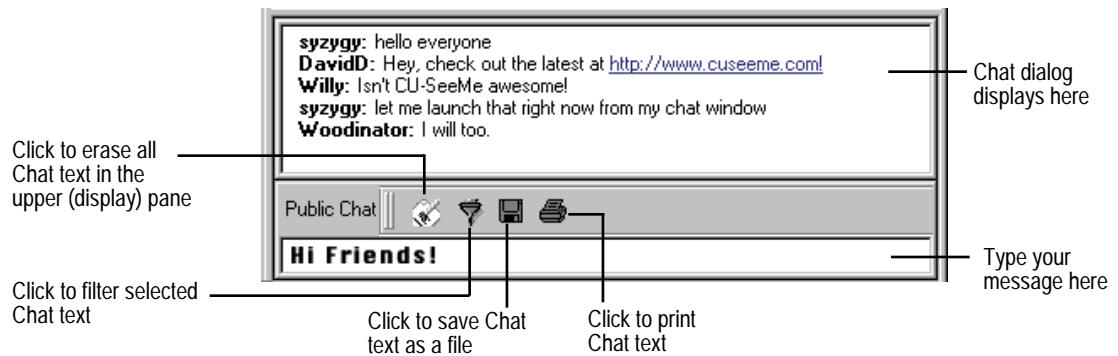 syzygy: hello everyone
DavidD: Hey, check out the latest at http://www.cuseeme.com!
Willy: Isn't CU-SeeMe awesome!
syzygy: let me launch that right now from my chat window
Woodinator: I will too.
Chat dialog
displays here
Click to erase all
Chat text in the
upper (display) pane
Public Chat
Hi Friends!
Type your
message here
Click to filter selected
Chat text
Click to save Chat
text as a file
Click to print
Chat text